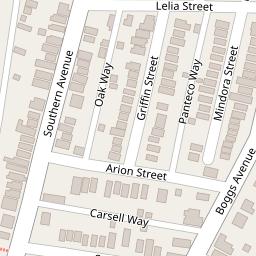 Lelia Street
Southern Avenue
Oak Way
Griffin Street
Panteco Way
Mindora Street
Arion Street
Boggs Avenue
Carsell Way